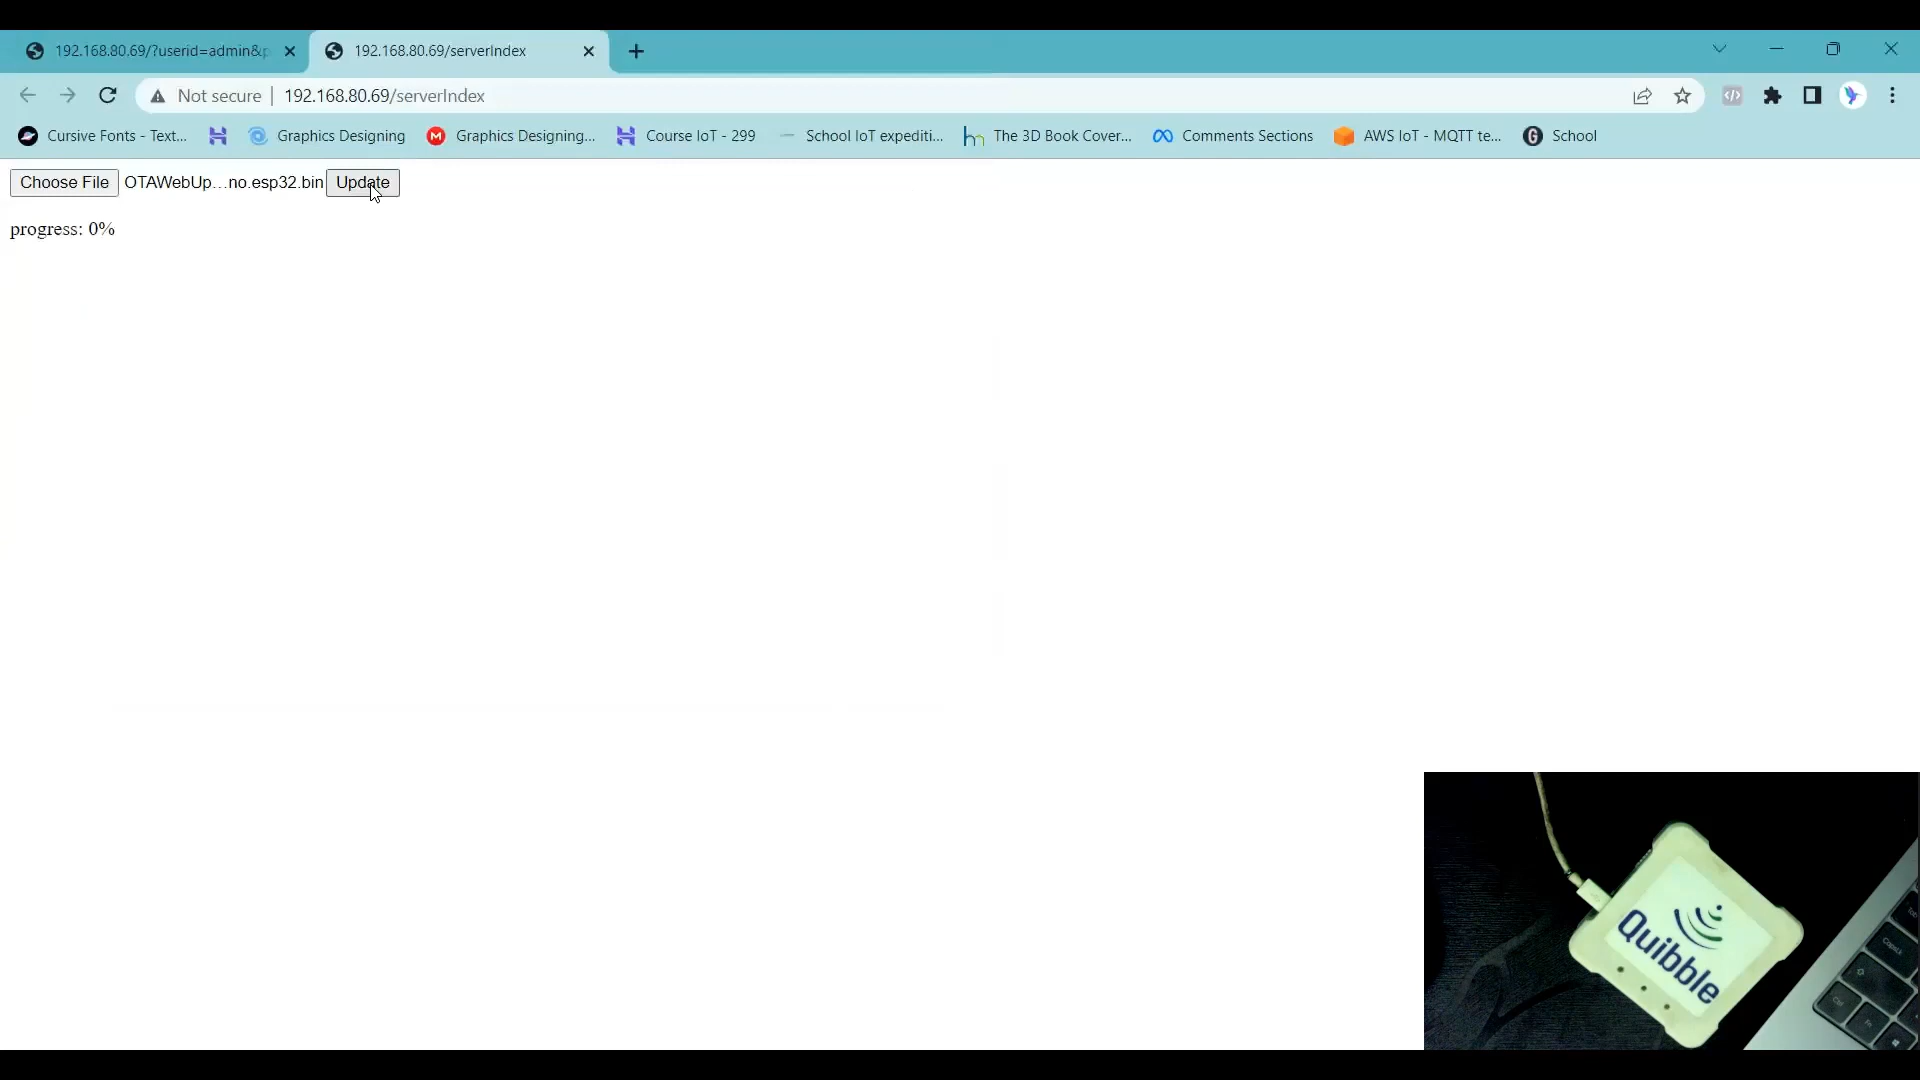 192.168.80.69/?userid=admin&p
192.168.80.69/serverIndex
Not secure
192.168.80.69/serverIndex
Cursive Fonts - Text...
Graphics Designing
Graphics Designing...
Course IoT - 299
School IoT expediti...
The 3D Book Cover...
Comments Sections
AWS IoT - MQTT te...
School
Choose File
OTAWebUp...no.esp32.bin
Update
progress: 0%
Quibble
Ctrl
Fn